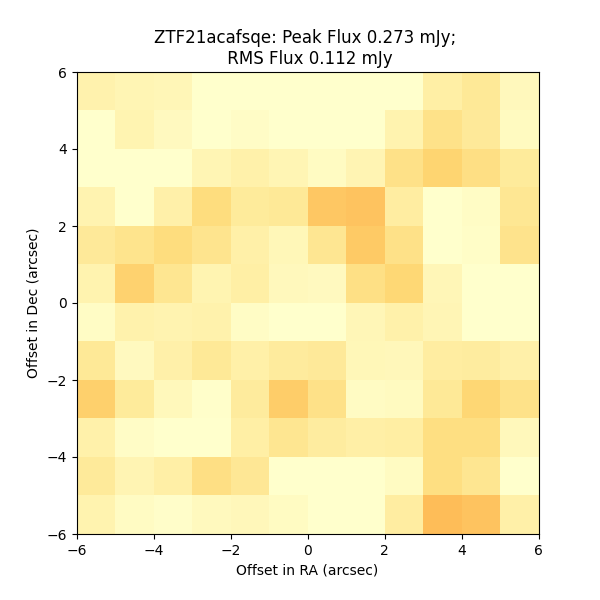 ZTF21acafsqe: Peak Flux 0.273 mJy;
RMS Flux 0.112 mJy
6
4
2
0
−2
−4
−6
Offset in Dec (arcsec)
−6 −4 −2 0 2 4 6
Offset in RA (arcsec)